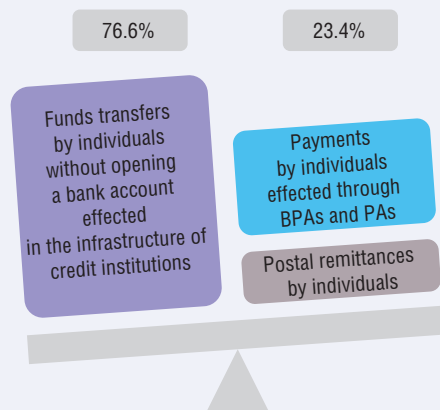 76.6%
23.4%
Funds transfers
by individuals
without opening
a bank account
effected
in the infrastructure of
credit institutions
Payments
by individuals
effected through
BPAs and PAs
Postal remittances
by individuals